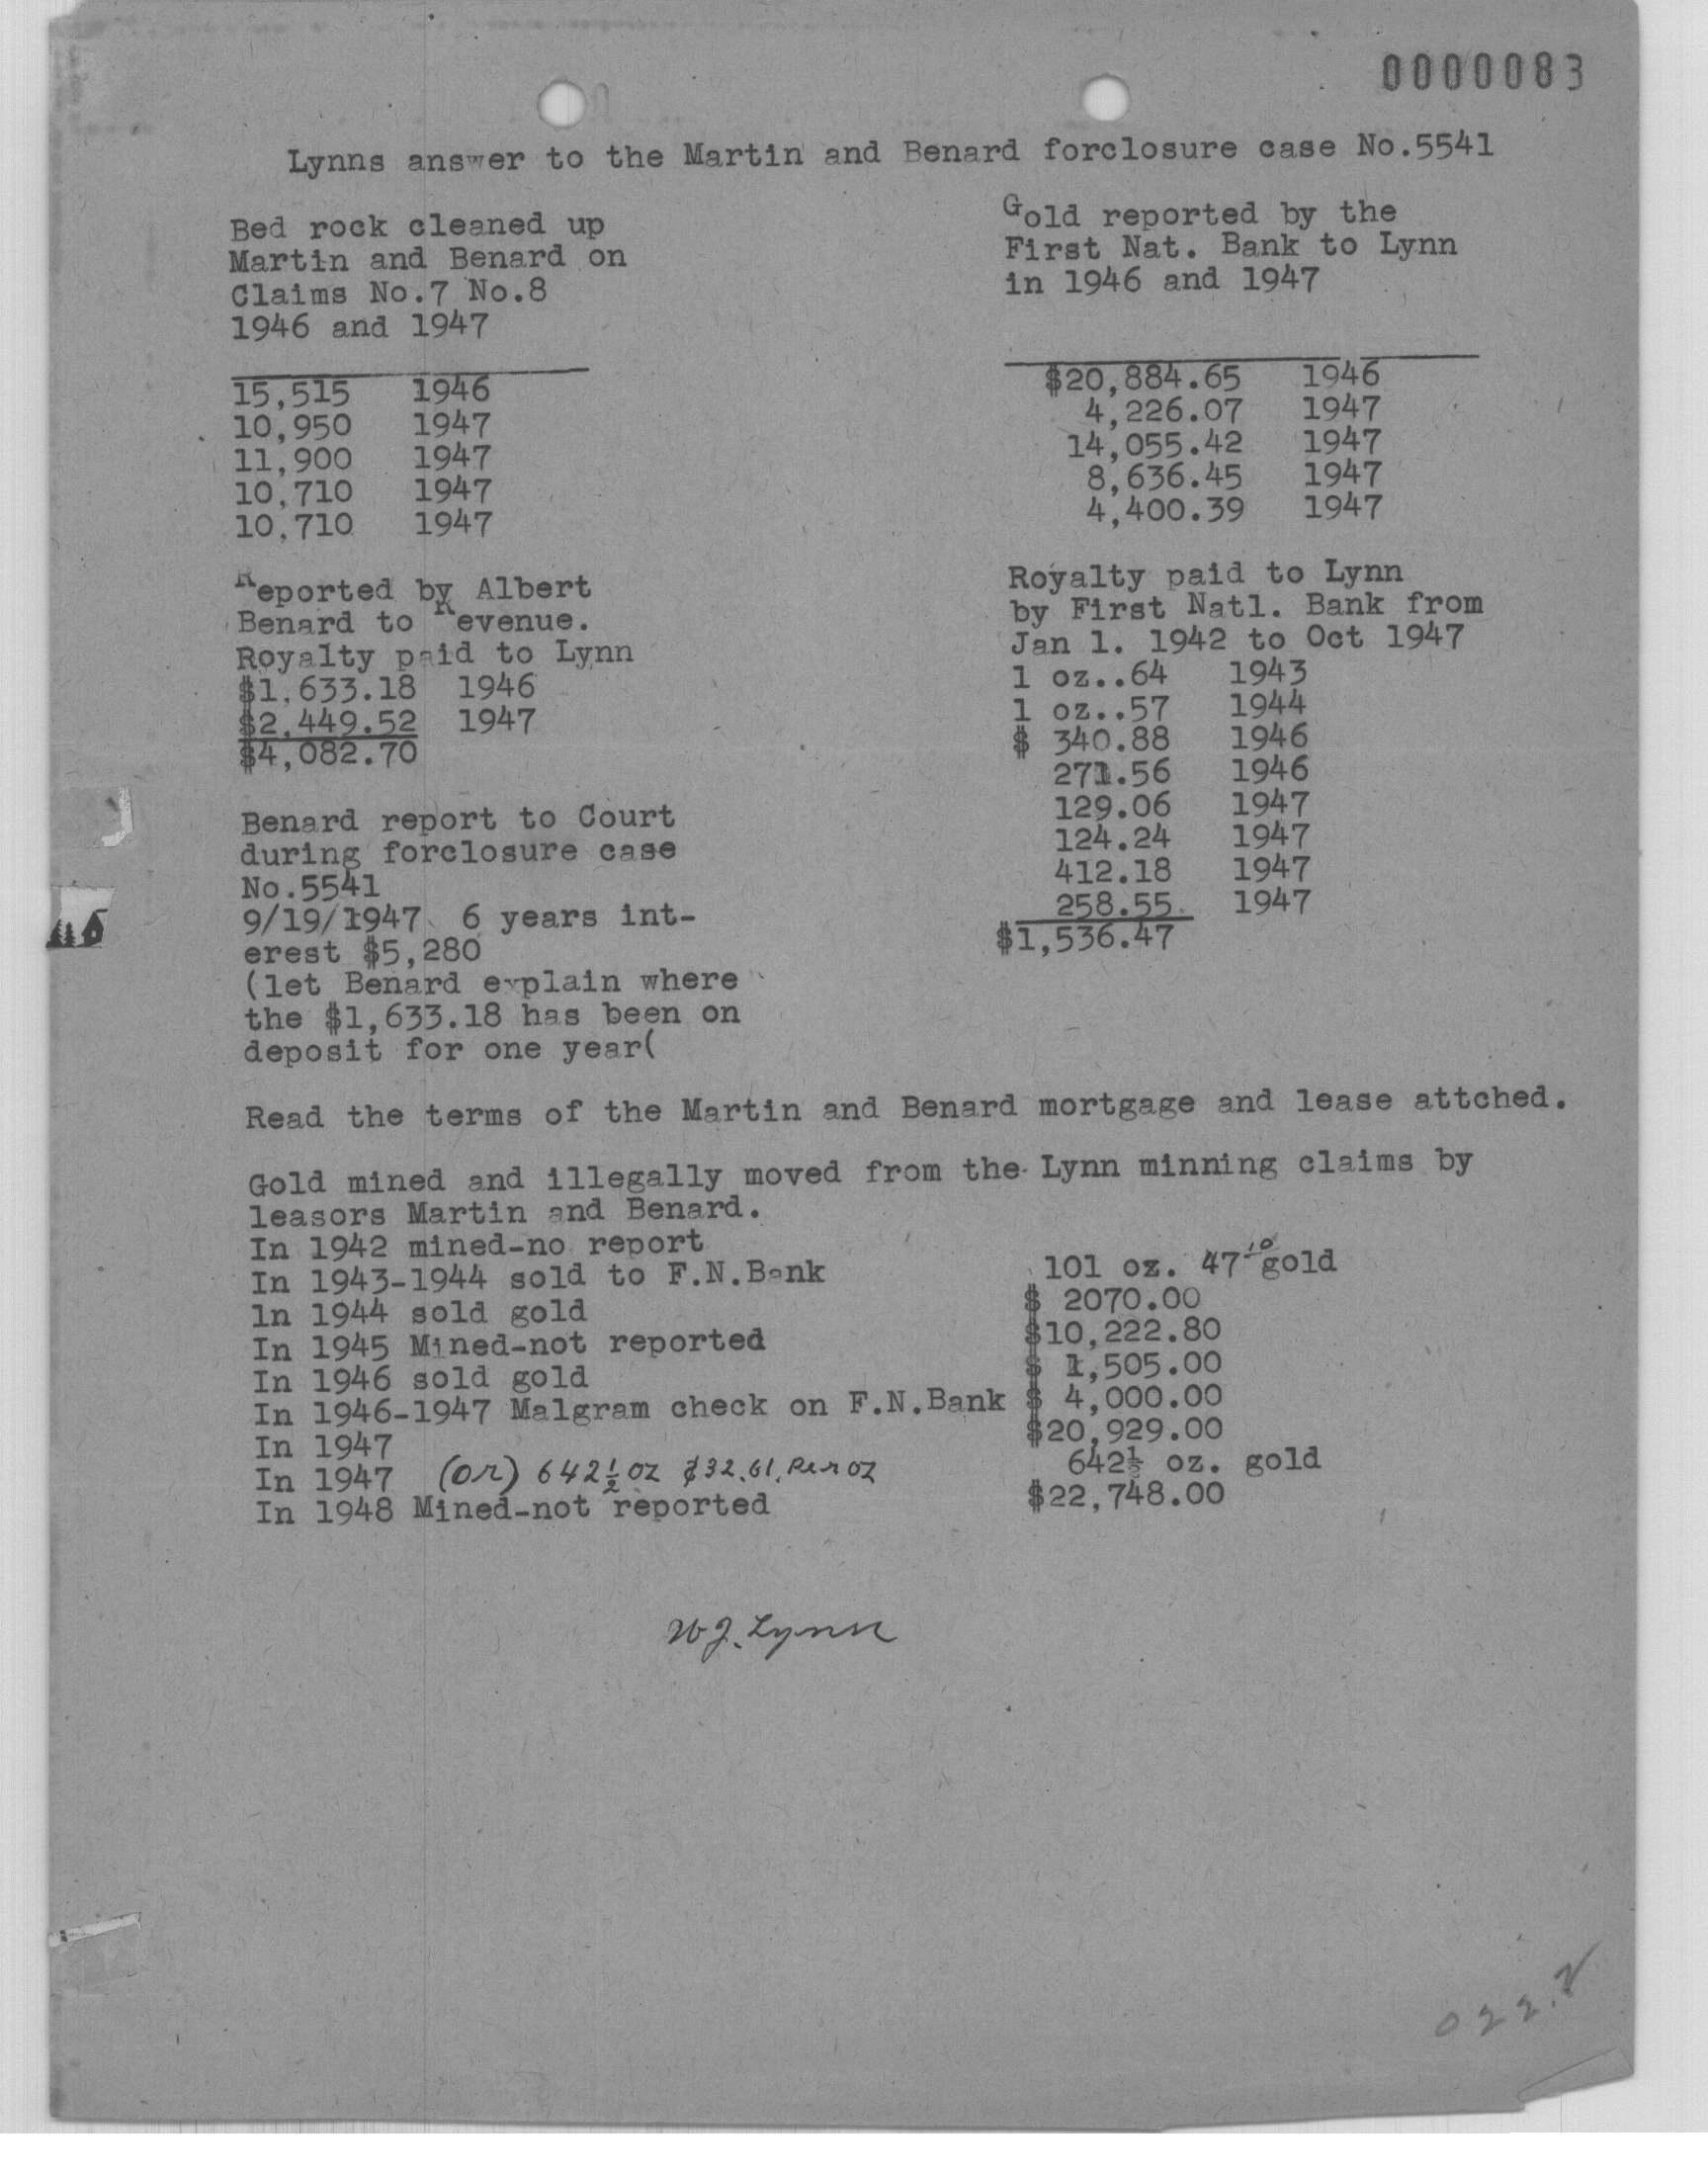 0000083
Lynns answer to the Martin and Benard forclosure case No.5541
Bed rock cleaned up
Martin and Benard on
Claims No.7 No.8
1946 and 1947
15,515 1946
10,950 1947
11,900 1947
10,710 1947
10,710 1947
Reported by Albert
Benard to Revenue.
Royalty paid to Lynn
$1,633.18 1946
$2,449.52 1947
$4,082.70
Benard report to Court
during forclosure case
No.5541
9/19/1947 6 years int-
erest $5,280
(let Benard explain where
the $1,633.18 has been on
deposit for one year(
Gold reported by the
First Nat. Bank to Lynn
in 1946 and 1947
$20,884.65 1946
4,226.07 1947
14,055.42 1947
8,636.45 1947
4,400.39 1947
Royalty paid to Lynn
by First Natl. Bank from
Jan 1. 1942 to Oct 1947
1 oz..64 1943
1 oz..57 1944
$ 340.88 1946
271.56 1946
129.06 1947
124.24 1947
412.18 1947
258.55 1947
$1,536.47
Read the terms of the Martin and Benard mortgage and lease attched.
Gold mined and illegally moved from the Lynn minning claims by
leasors Martin and Benard.
In 1942 mined-no report
In 1943-1944 sold to F.N.Bank 101 oz. 47 10 gold
In 1944 sold gold $ 2070.00
In 1945 Mined-not reported $10,222.80
In 1946 sold gold $ 1,505.00
In 1946-1947 Malgram check on F.N.Bank $ 4,000.00
In 1947 $20,929.00
In 1947 (or) 642½ oz $32.61. Per oz 642½ oz. gold
In 1948 Mined-not reported $22,748.00
W J. Lynn
022.2